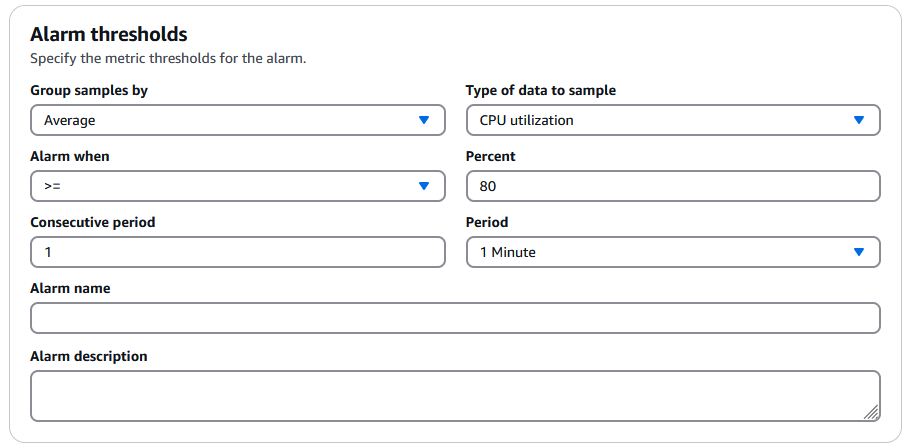 Alarm thresholds
Specify the metric thresholds for the alarm.
Group samples by
Average
Type of data to sample
CPU utilization
Alarm when
>=
Percent
80
Consecutive period
1
Period
1 Minute
Alarm name
Alarm description